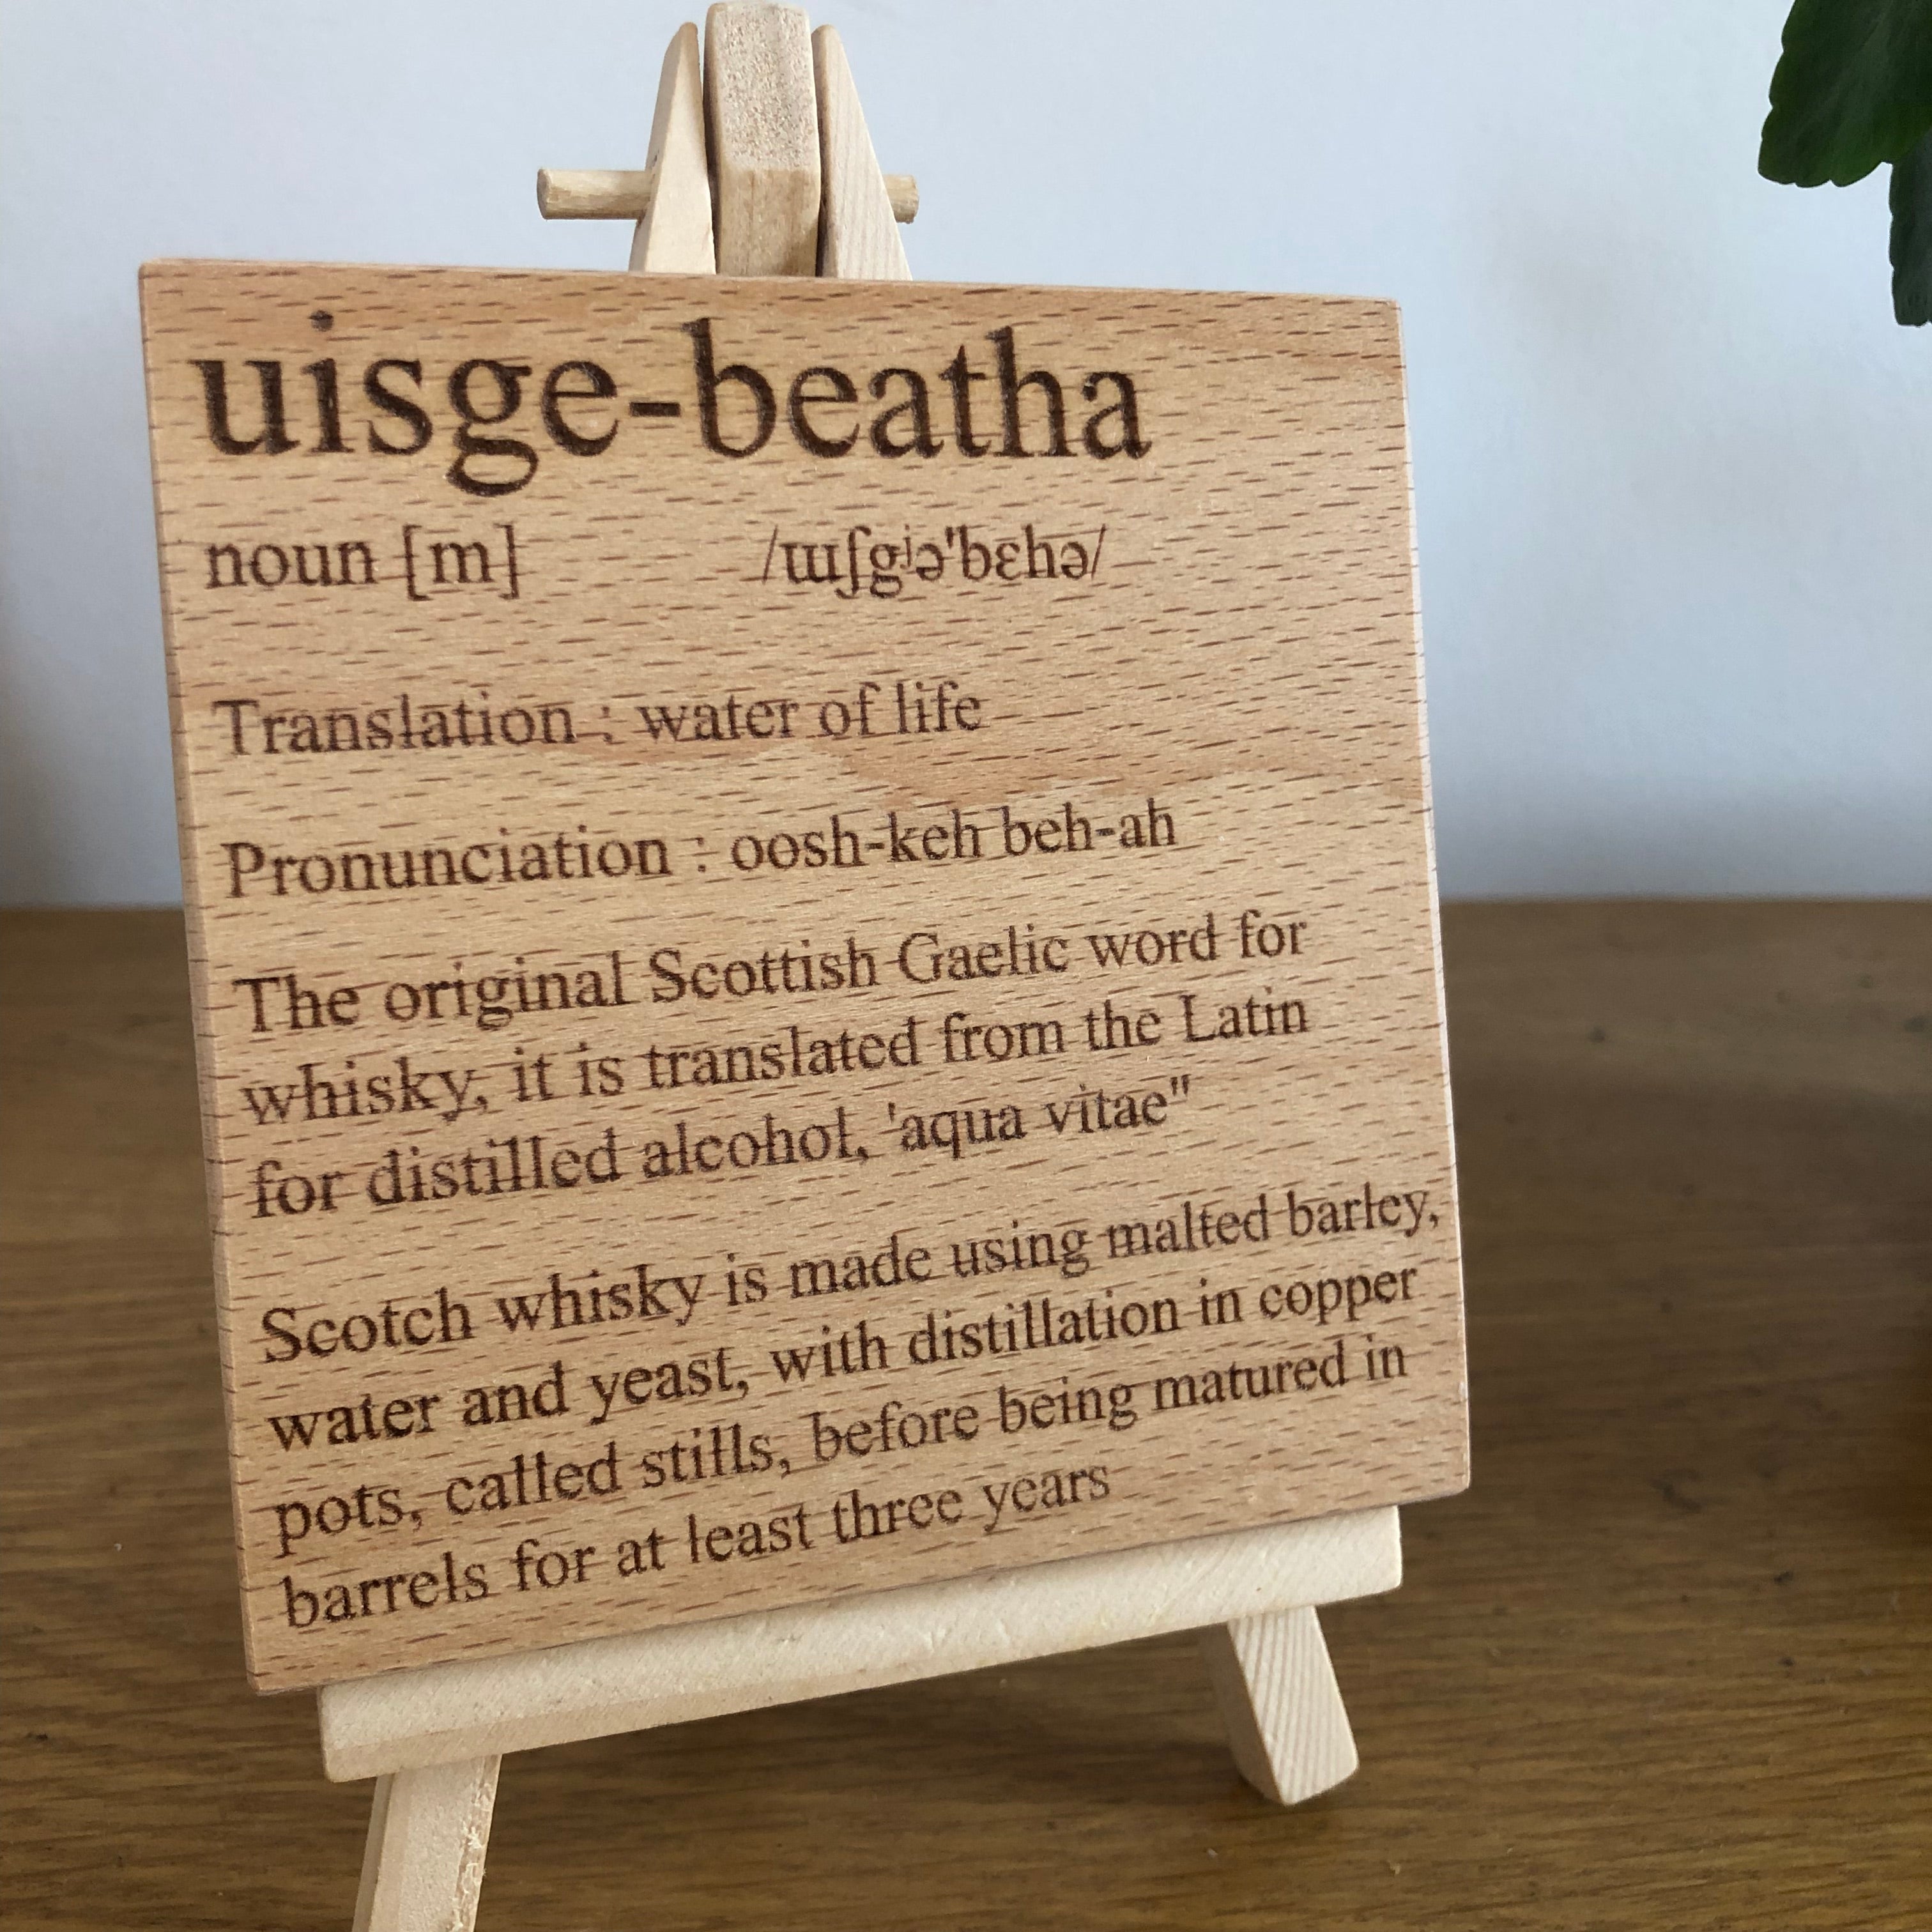 uisge-beatha
noun [m] /ɯʃgʲə'bɛhə/
Translation : water of life
Pronunciation : oosh-keh beh-ah
The original Scottish Gaelic word for
whisky, it is translated from the Latin
for distilled alcohol, 'aqua vitae"
Scotch whisky is made using malted barley,
water and yeast, with distillation in copper
pots, called stills, before being matured in
barrels for at least three years